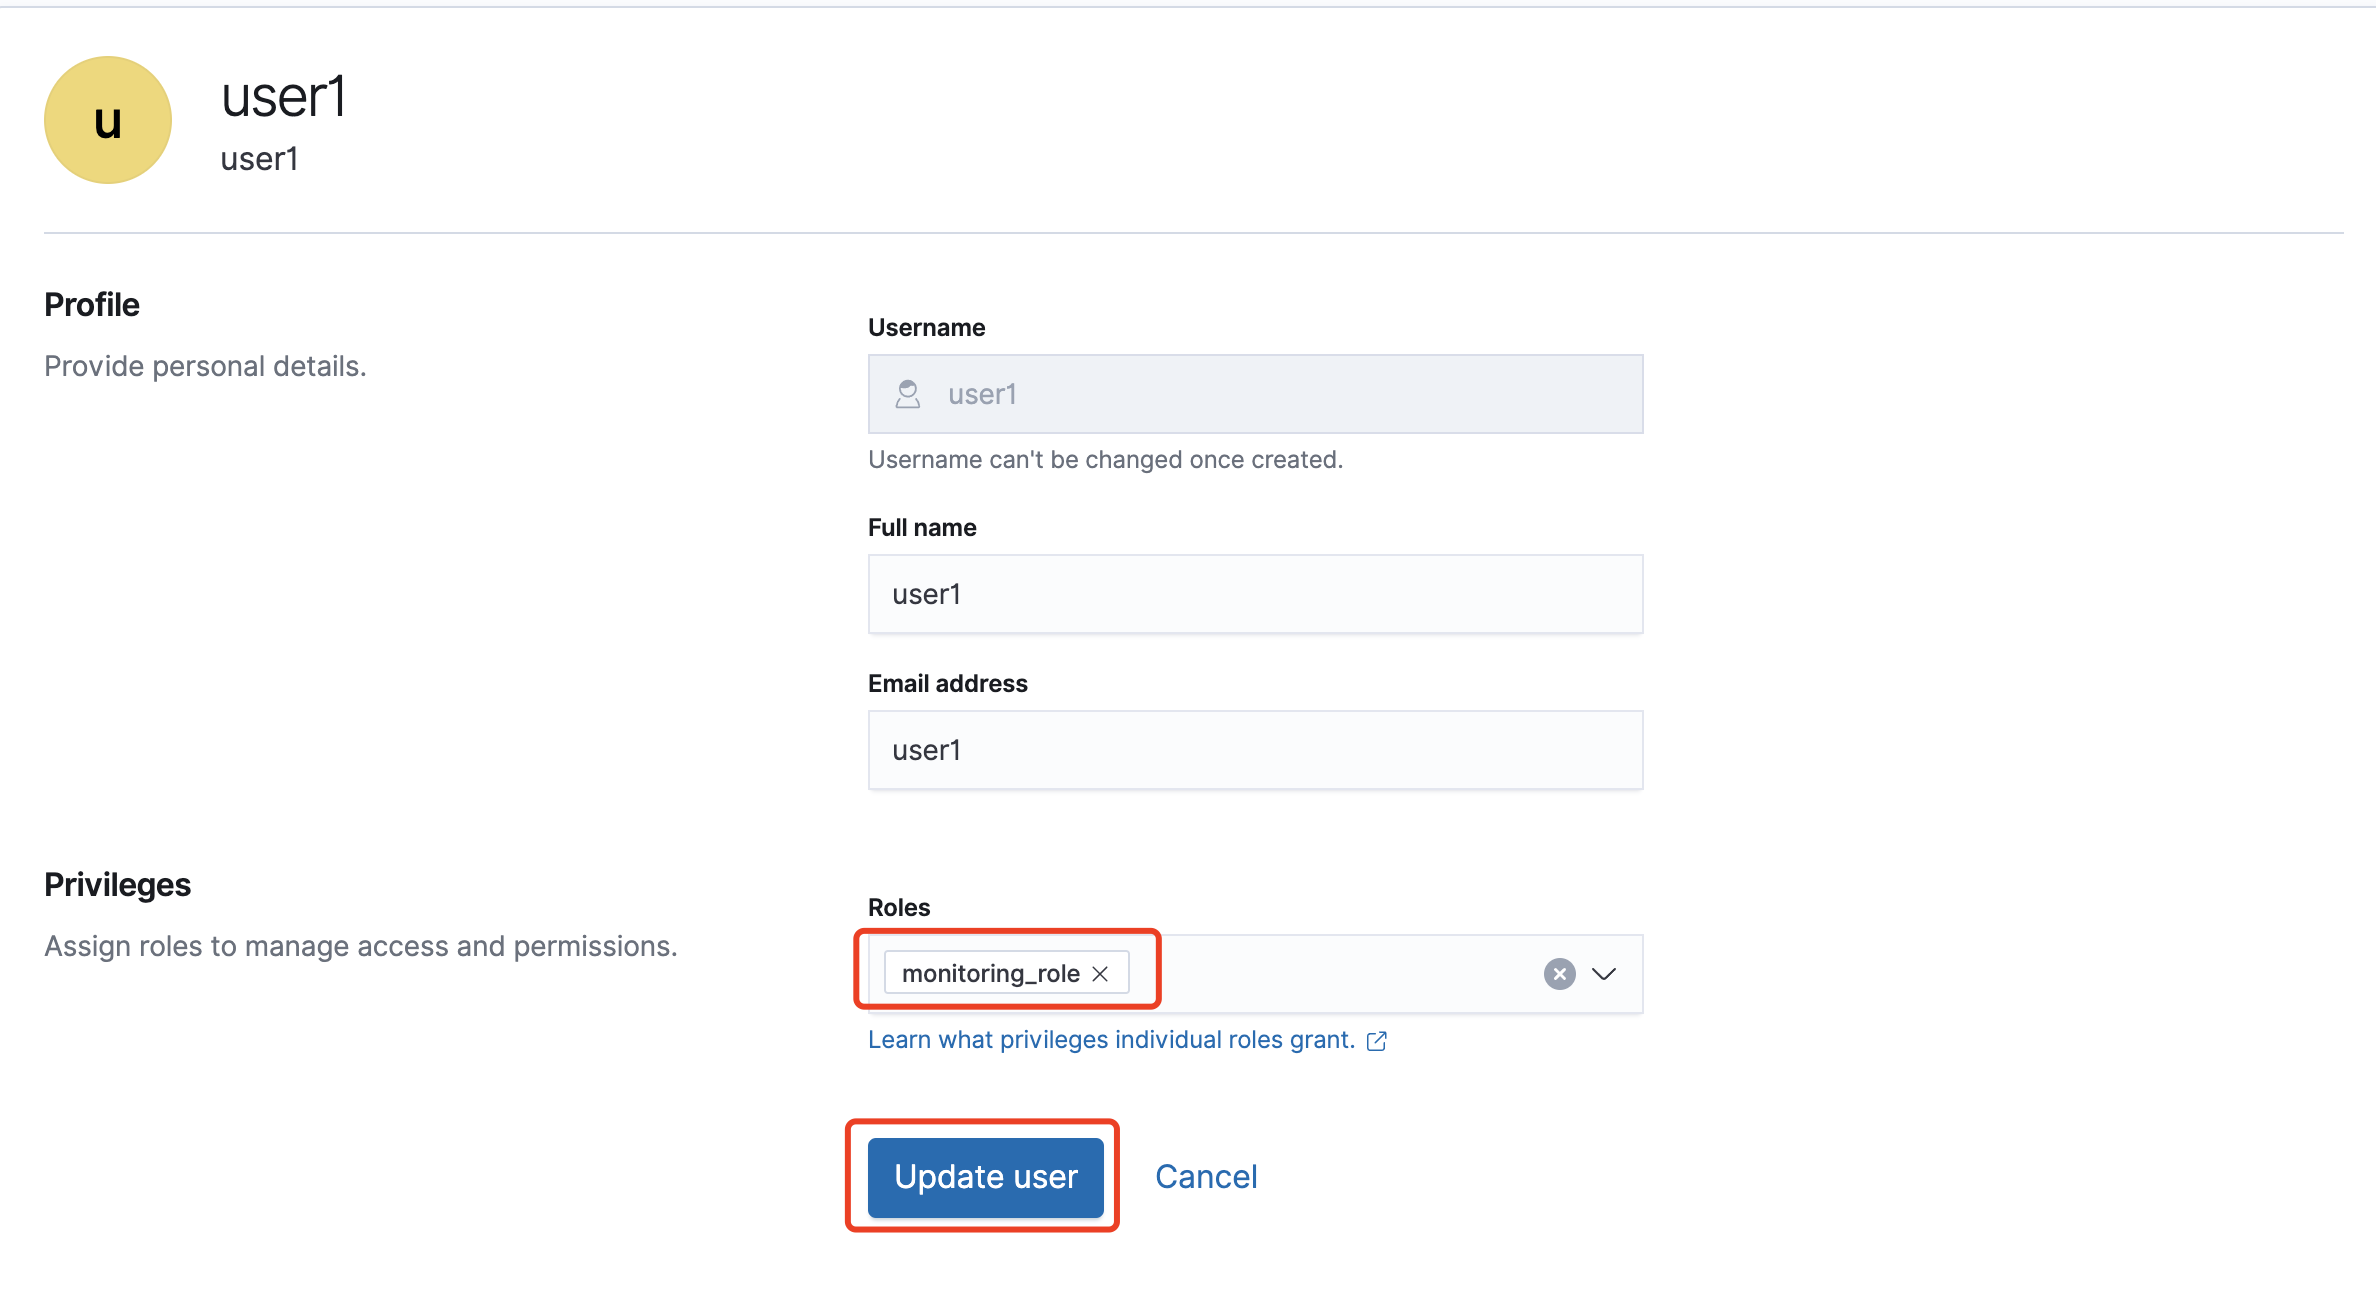 u
user1
user1
Profile
Provide personal details.
Username
user1
Username can't be changed once created.
Full name
user1
Email address
user1
Privileges
Assign roles to manage access and permissions.
Roles
monitoring_role
Learn what privileges individual roles grant.
Update user
Cancel